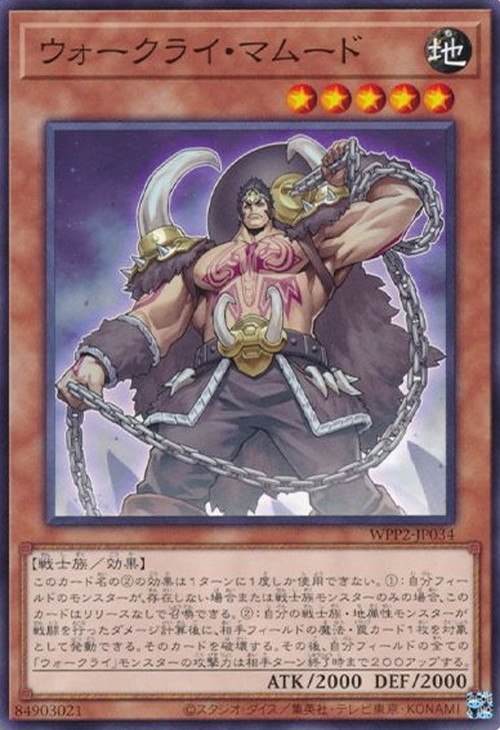 ウォークライ・マムード
地
WPP2-JP034
【戦士族／効果】
このカード名の②の効果は1ターンに1度しか使用できない。①：自分フィー
ルドのモンスターが、存在しない場合または戦士族モンスターのみの場合、この
カードはリリースなしで召喚できる。②：自分の戦士族・地属性モンスターが
戦闘を行ったダメージ計算後に、相手フィールドの魔法・罠カード1枚を対象
として発動できる。そのカードを破壊する。その後、自分フィールドの全ての
「ウォークライ」モンスターの攻撃力は相手ターン終了時まで200アップする。
ATK/2000 DEF/2000
84903021
©スタジオ・ダイス／集英社・テレビ東京・KONAMI